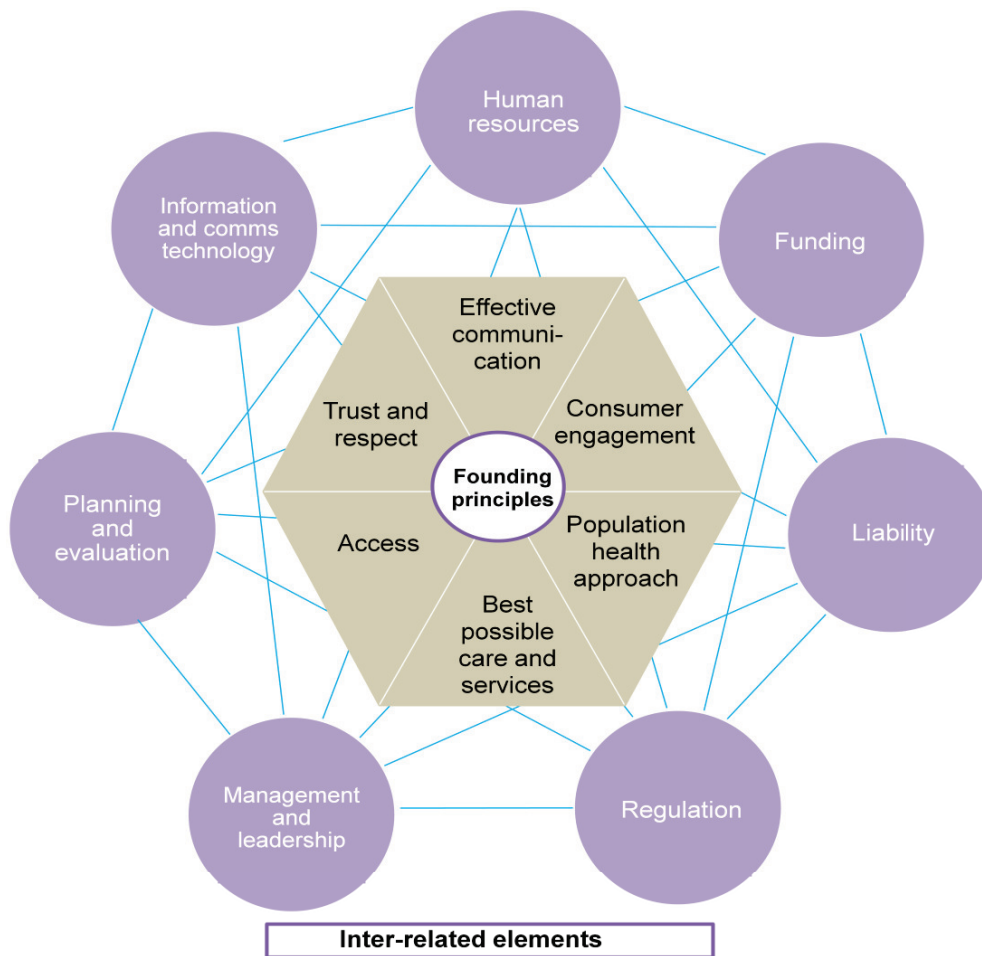 Human
resources
Information
and comms
technology
Funding
Effective
communi-
cation
Trust and
respect
Consumer
engagement
Founding
principles
Planning
and
evaluation
Access
Population
health
approach
Liability
Best
possible
care and
services
Management
and
leadership
Regulation
Inter-related elements